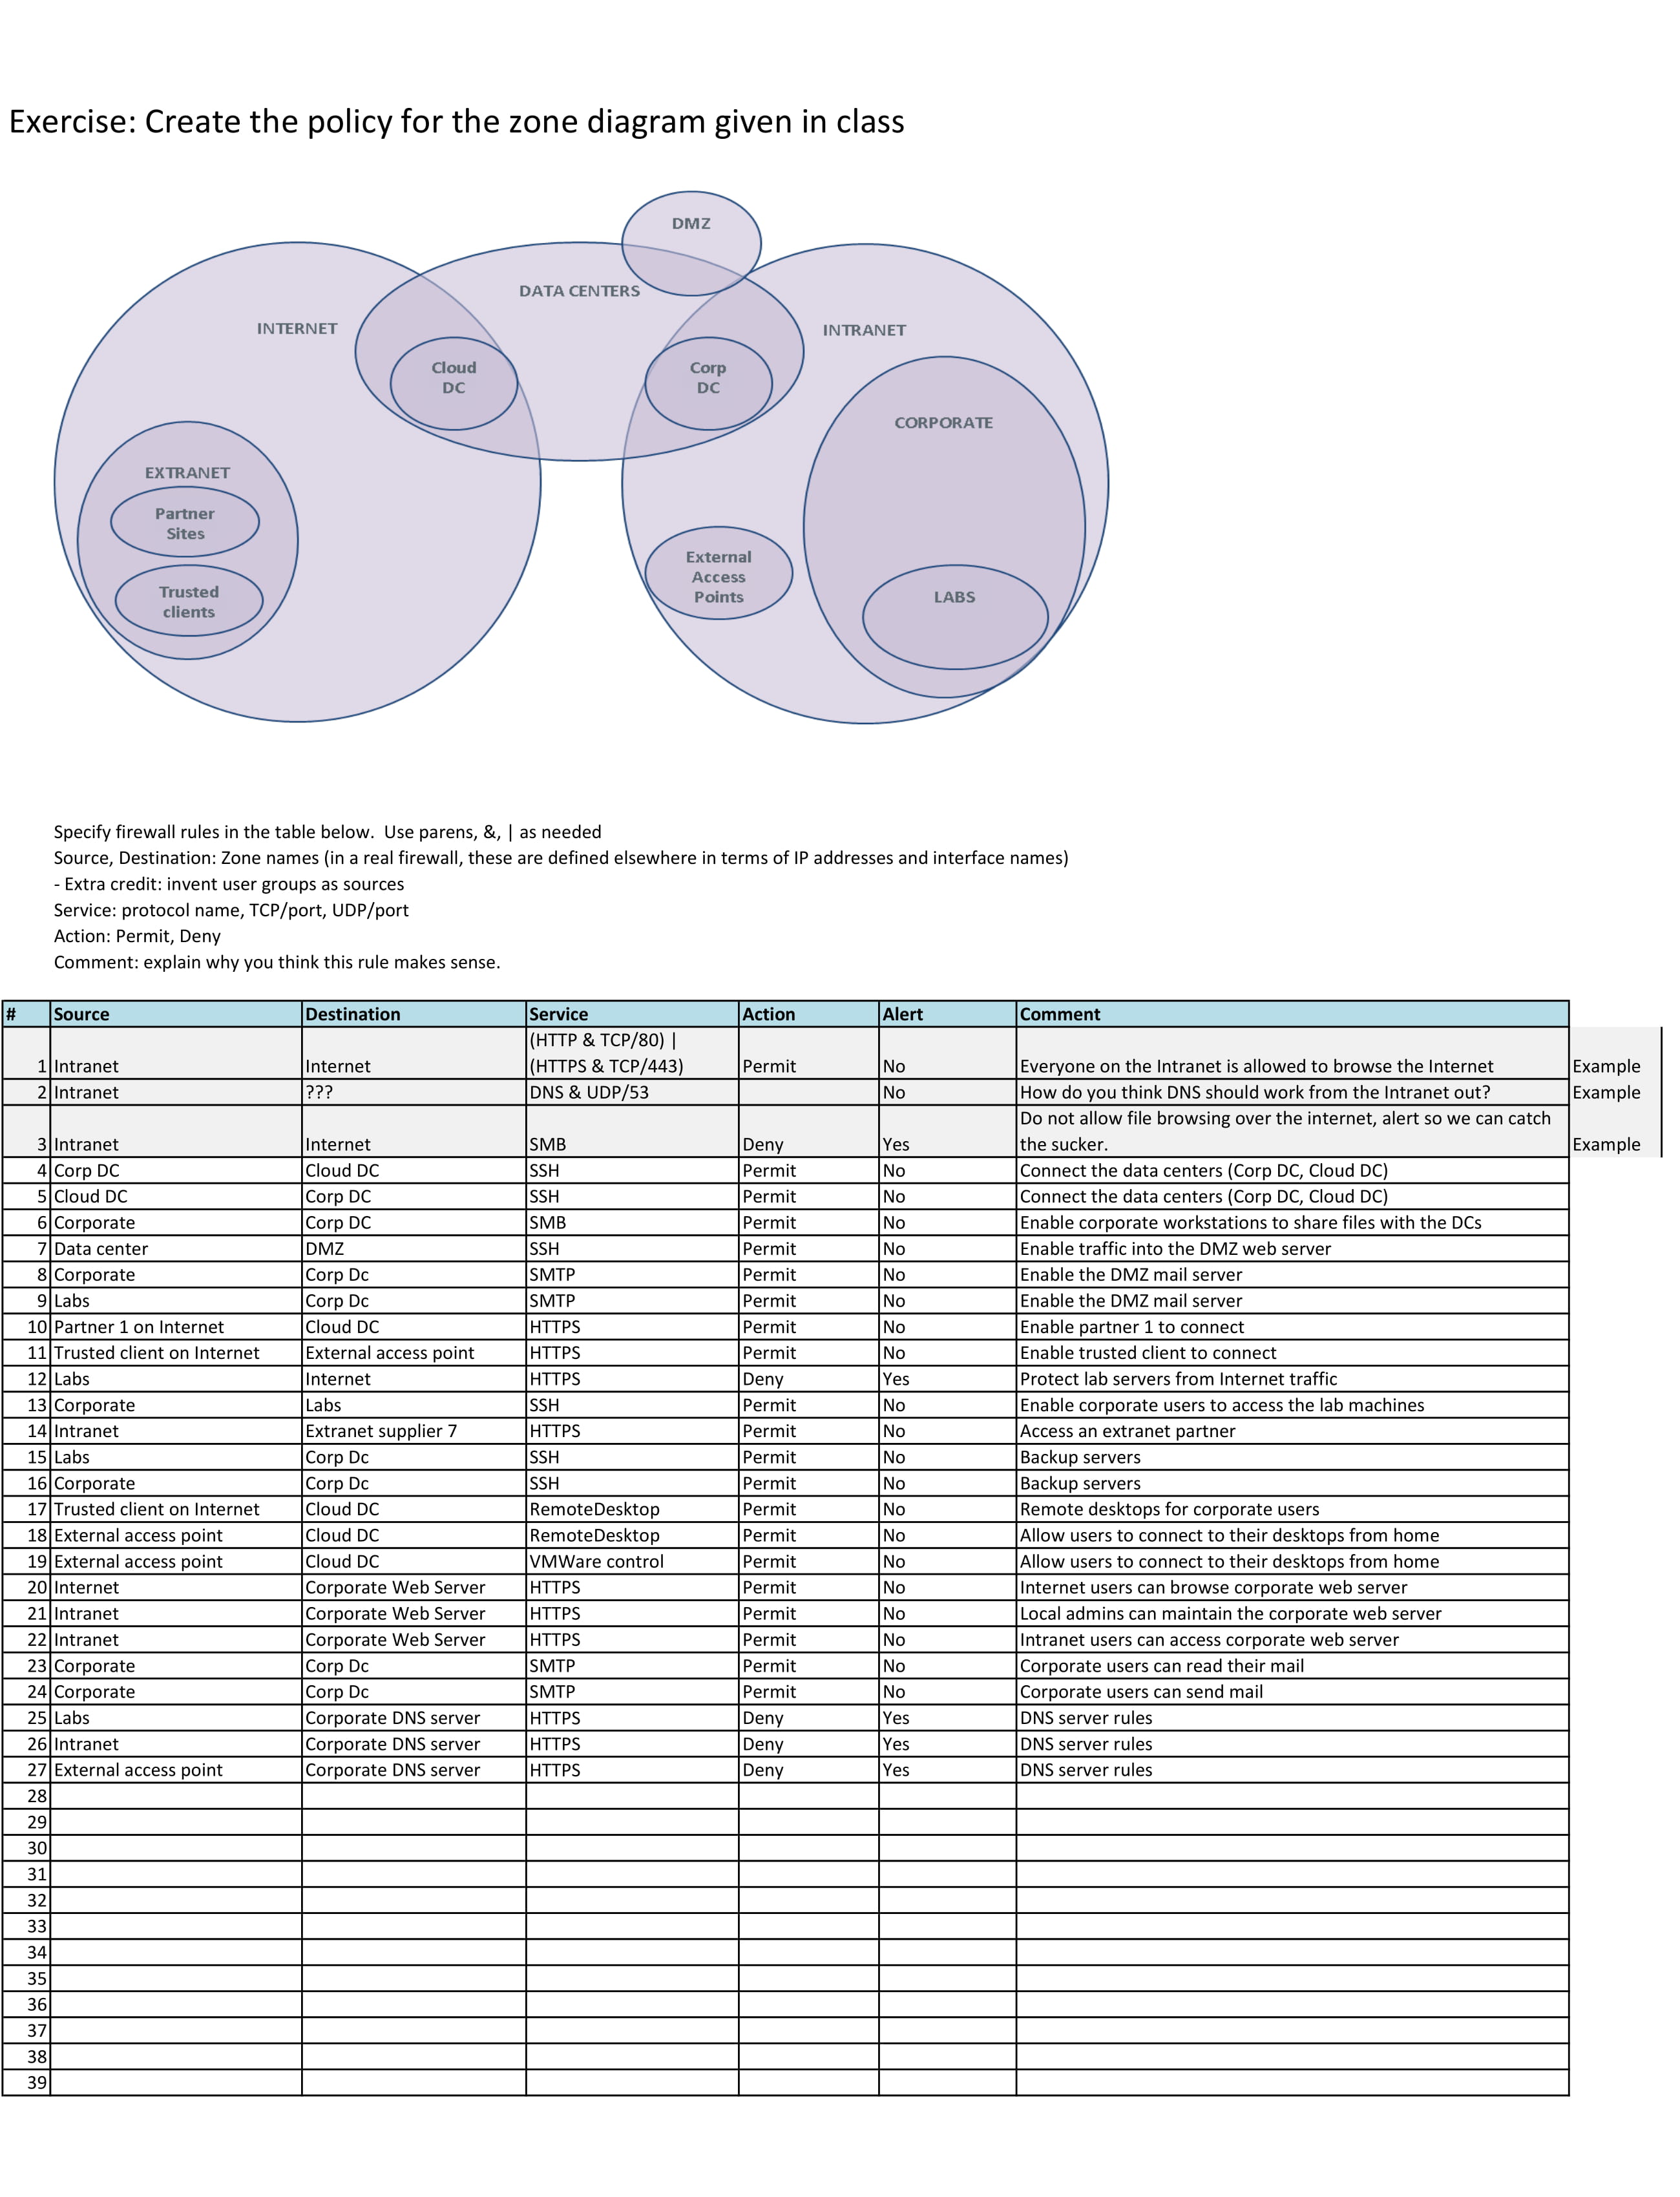 Exercise: Create the policy for the zone diagram given in class
DMZ
DATA CENTERS
INTERNET
INTRANET
Cloud
DC
Corp
DC
CORPORATE
EXTRANET
Partner
Sites
External
Access
Points
Trusted
clients
LABS
Specify firewall rules in the table below.  Use parens, &, | as needed
Source, Destination: Zone names (in a real firewall, these are defined elsewhere in terms of IP addresses and interface names)
- Extra credit: invent user groups as sources
Service: protocol name, TCP/port, UDP/port
Action: Permit, Deny
Comment: explain why you think this rule makes sense.
# Source Destination Service Action Alert Comment
(HTTP & TCP/80) |
1 Intranet Internet (HTTPS & TCP/443) Permit No Everyone on the Intranet is allowed to browse the Internet Example
2 Intranet ??? DNS & UDP/53 No How do you think DNS should work from the Intranet out? Example
Do not allow file browsing over the internet, alert so we can catch
3 Intranet Internet SMB Deny Yes the sucker. Example
4 Corp DC Cloud DC SSH Permit No Connect the data centers (Corp DC, Cloud DC)
5 Cloud DC Corp DC SSH Permit No Connect the data centers (Corp DC, Cloud DC)
6 Corporate Corp DC SMB Permit No Enable corporate workstations to share files with the DCs
7 Data center DMZ SSH Permit No Enable traffic into the DMZ web server
8 Corporate Corp Dc SMTP Permit No Enable the DMZ mail server
9 Labs Corp Dc SMTP Permit No Enable the DMZ mail server
10 Partner 1 on Internet Cloud DC HTTPS Permit No Enable partner 1 to connect
11 Trusted client on Internet External access point HTTPS Permit No Enable trusted client to connect
12 Labs Internet HTTPS Deny Yes Protect lab servers from Internet traffic
13 Corporate Labs SSH Permit No Enable corporate users to access the lab machines
14 Intranet Extranet supplier 7 HTTPS Permit No Access an extranet partner
15 Labs Corp Dc SSH Permit No Backup servers
16 Corporate Corp Dc SSH Permit No Backup servers
17 Trusted client on Internet Cloud DC RemoteDesktop Permit No Remote desktops for corporate users
18 External access point Cloud DC RemoteDesktop Permit No Allow users to connect to their desktops from home
19 External access point Cloud DC VMWare control Permit No Allow users to connect to their desktops from home
20 Internet Corporate Web Server HTTPS Permit No Internet users can browse corporate web server
21 Intranet Corporate Web Server HTTPS Permit No Local admins can maintain the corporate web server
22 Intranet Corporate Web Server HTTPS Permit No Intranet users can access corporate web server
23 Corporate Corp Dc SMTP Permit No Corporate users can read their mail
24 Corporate Corp Dc SMTP Permit No Corporate users can send mail
25 Labs Corporate DNS server HTTPS Deny Yes DNS server rules
26 Intranet Corporate DNS server HTTPS Deny Yes DNS server rules
27 External access point Corporate DNS server HTTPS Deny Yes DNS server rules
28
29
30
31
32
33
34
35
36
37
38
39